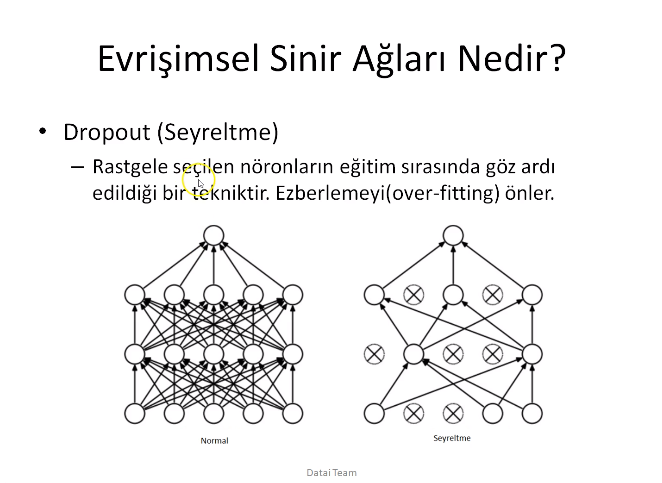 Evrişimsel Sinir Ağları Nedir?
• Dropout (Seyreltme)
– Rastgele seçilen nöronların eğitim sırasında göz ardı
edildiği bir tekniktir. Ezberlemeyi(over-fitting) önler.
Normal
Seyreltme
Datai Team